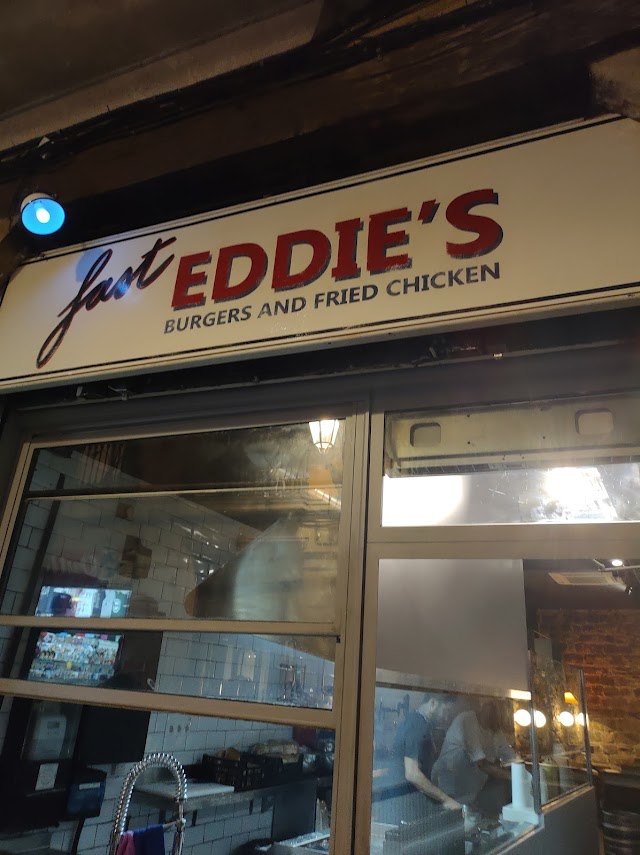 fast EDDIE'S
BURGERS AND FRIED CHICKEN